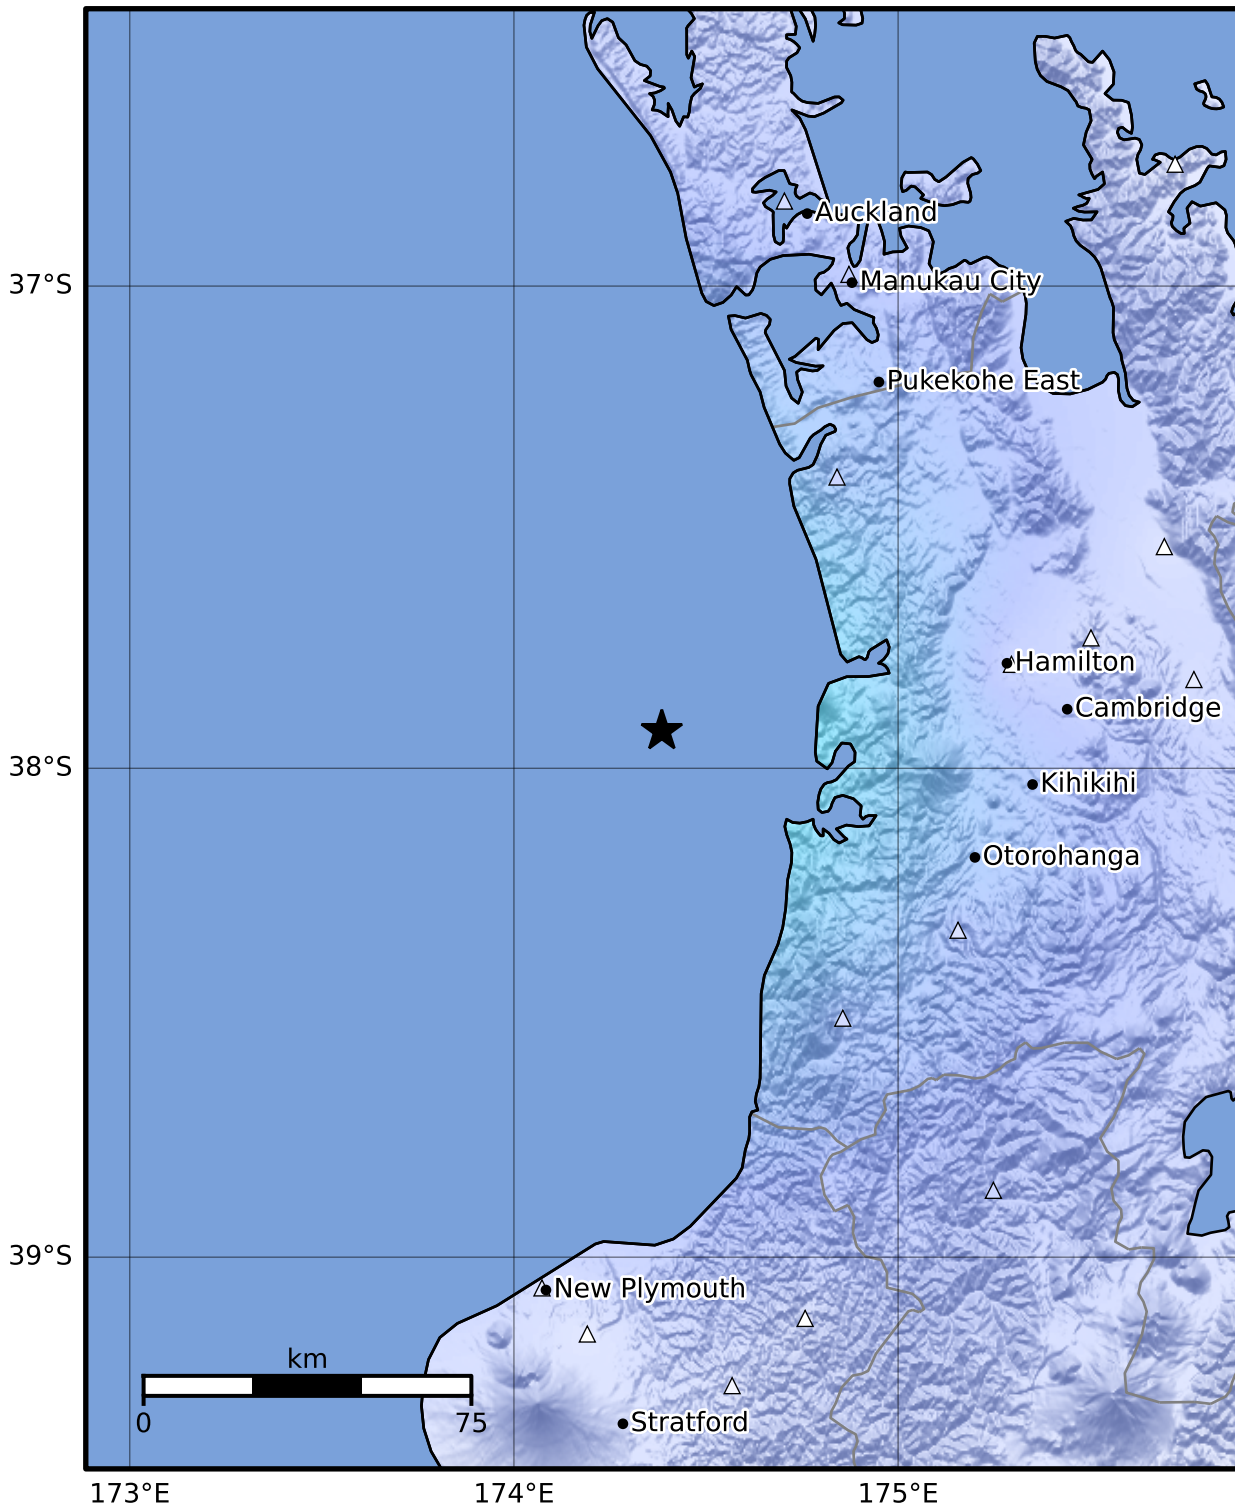 Auckland
37°S
Manukau City
Pukekohe East
Hamilton
Cambridge
38°S
Kihikihi
Otorohanga
39°S
New Plymouth
km
0
75
Stratford
173°E
174°E
175°E